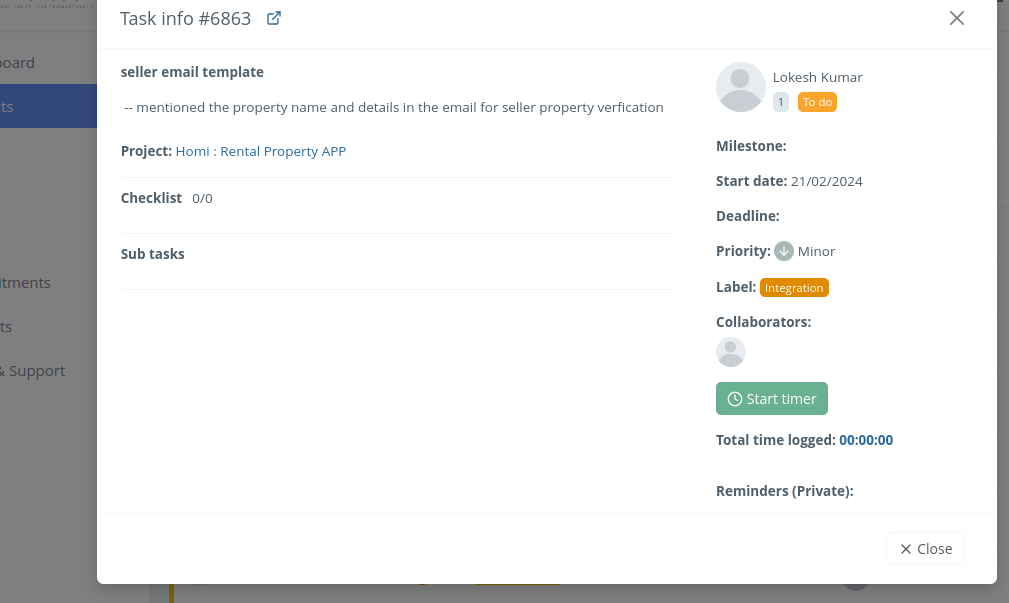 Task info #6863
board
ts
seller email template
-- mentioned the property name and details in the email for seller property verfication
Project: Homi : Rental Property APP
Checklist 0/0
Sub tasks
itments
ts
& Support
Lokesh Kumar
1 To do
Milestone:
Start date: 21/02/2024
Deadline:
Priority: Minor
Label: Integration
Collaborators:
Start timer
Total time logged: 00:00:00
Reminders (Private):
Close